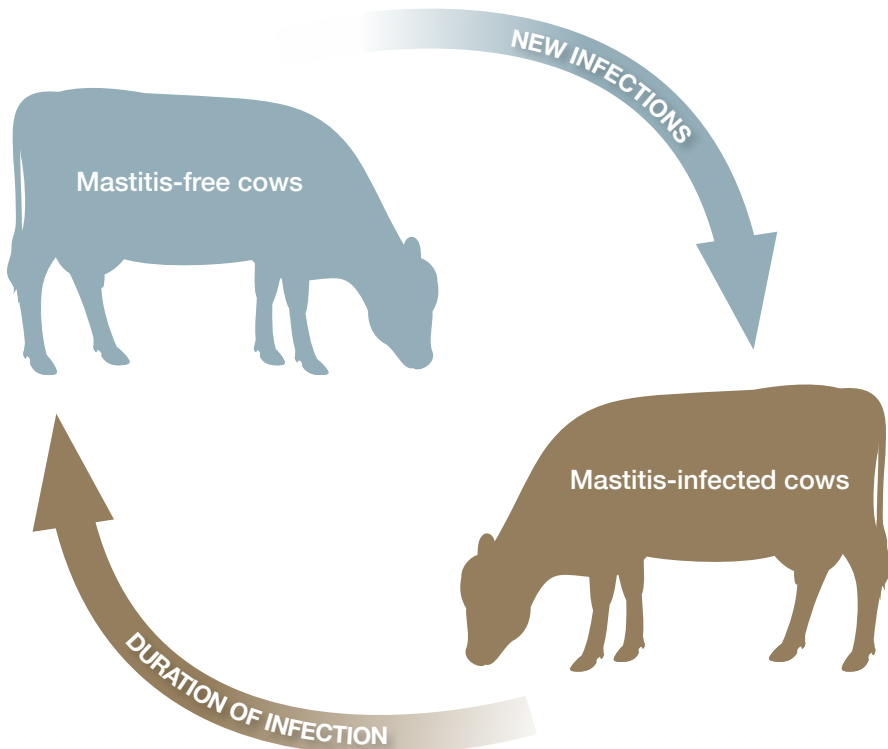 NEW INFECTIONS
Mastitis-free cows
Mastitis-infected cows
DURATION OF INFECTION